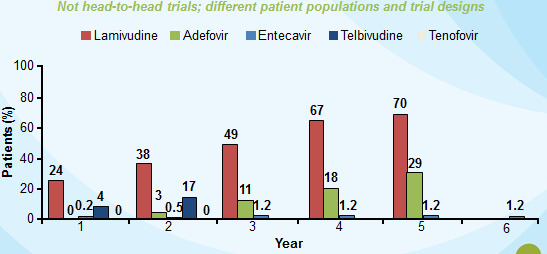 Not head-to-head trials; different patient populations and trial designs
Lamivudine Adefovir Entecavir Telbivudine Tenofovir
Patients (%)
100
80
60
40
20
0
24 0 0.2 4 0
38 3 0.5 17 0
49 11 1.2
67 18 1.2
70 29 1.2
1.2
1 2 3 4 5 6
Year